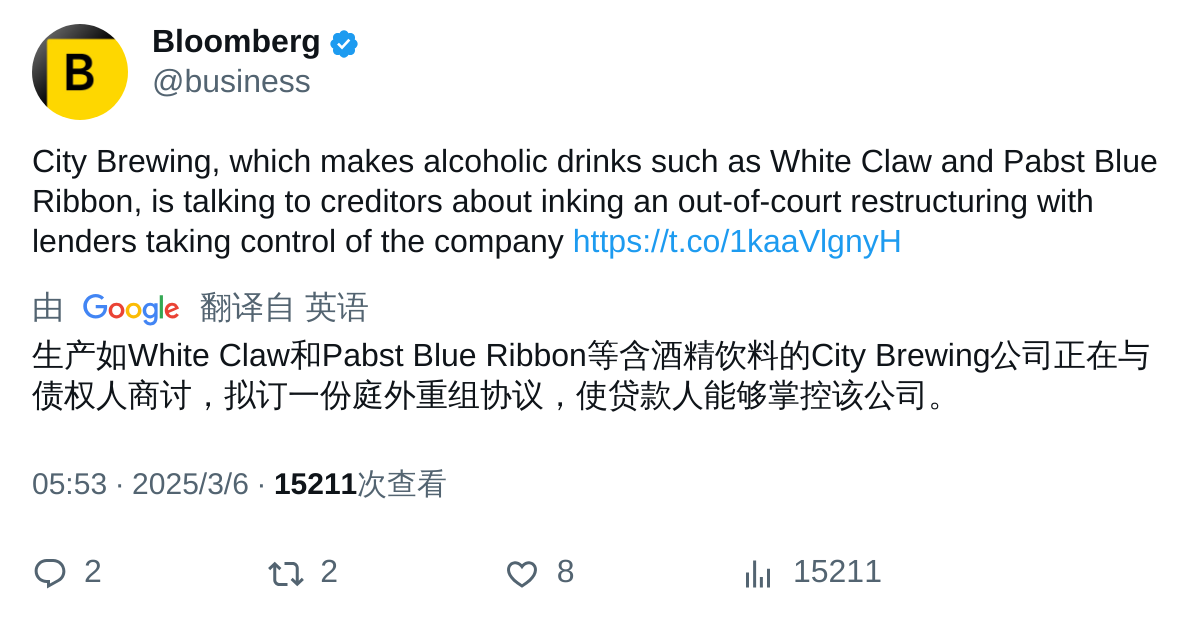 B
Bloomberg
@business
City Brewing, which makes alcoholic drinks such as White Claw and Pabst Blue
Ribbon, is talking to creditors about inking an out-of-court restructuring with
lenders taking control of the company https://t.co/1kaaVlgnyH
由 Google 翻译自 英语
生产如White Claw和Pabst Blue Ribbon等含酒精饮料的City Brewing公司正在与
债权人商讨，拟订一份庭外重组协议，使贷款人能够掌控该公司。
05:53 · 2025/3/6 · 15211次查看
2 2 8 15211